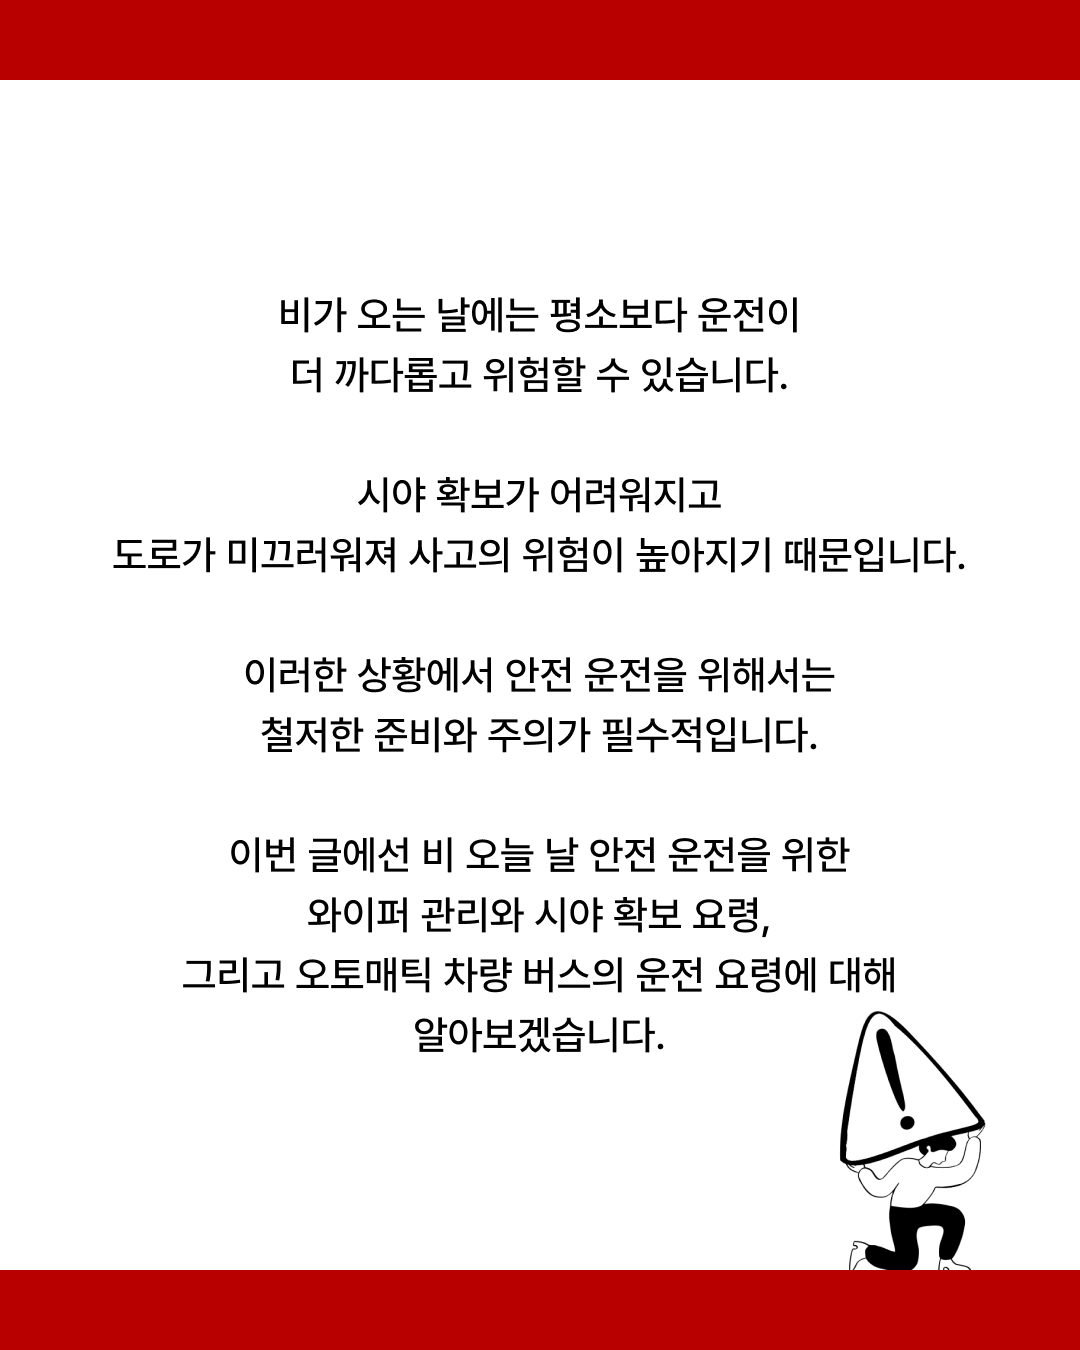 비가 오는 날에는 평소보다 운전이
더 까다롭고 위험할 수 있습니다.
시야 확보가 어려워지고
도로가 미끄러워져 사고의 위험이 높아지기 때문입니다.
이러한 상황에서 안전 운전을 위해서는
철저한 준비와 주의가 필수적입니다.
이번 글에선 비 오늘 날 안전 운전을 위한
와이퍼 관리와 시야 확보 요령,
그리고 오토매틱 차량 버스의 운전 요령에 대해
알아보겠습니다.